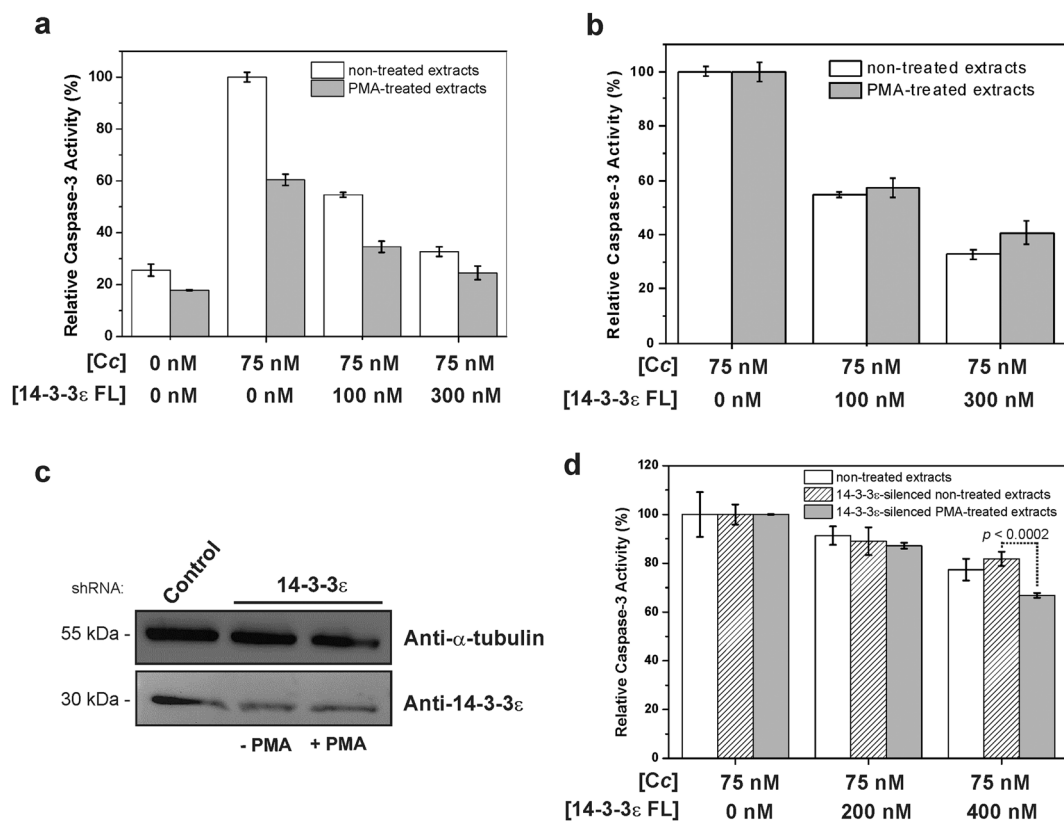 a
Relative Caspase-3 Activity (%)
100
80
60
40
20
0
non-treated extracts
PMA-treated extracts
[Cc] 0 nM 75 nM 75 nM 75 nM
[14-3-3ε FL] 0 nM 0 nM 100 nM 300 nM
b
Relative Caspase-3 Activity (%)
100
80
60
40
20
0
non-treated extracts
PMA-treated extracts
[Cc] 75 nM 75 nM 75 nM
[14-3-3ε FL] 0 nM 100 nM 300 nM
c
shRNA: Control 14-3-3ε
55 kDa - Anti-α-tubulin
30 kDa - Anti-14-3-3ε
- PMA + PMA
d
Relative Caspase-3 Activity (%)
120
100
80
60
40
20
0
non-treated extracts
14-3-3ε-silenced non-treated extracts
14-3-3ε-silenced PMA-treated extracts
p < 0.0002
[Cc] 75 nM 75 nM 75 nM
[14-3-3ε FL] 0 nM 200 nM 400 nM